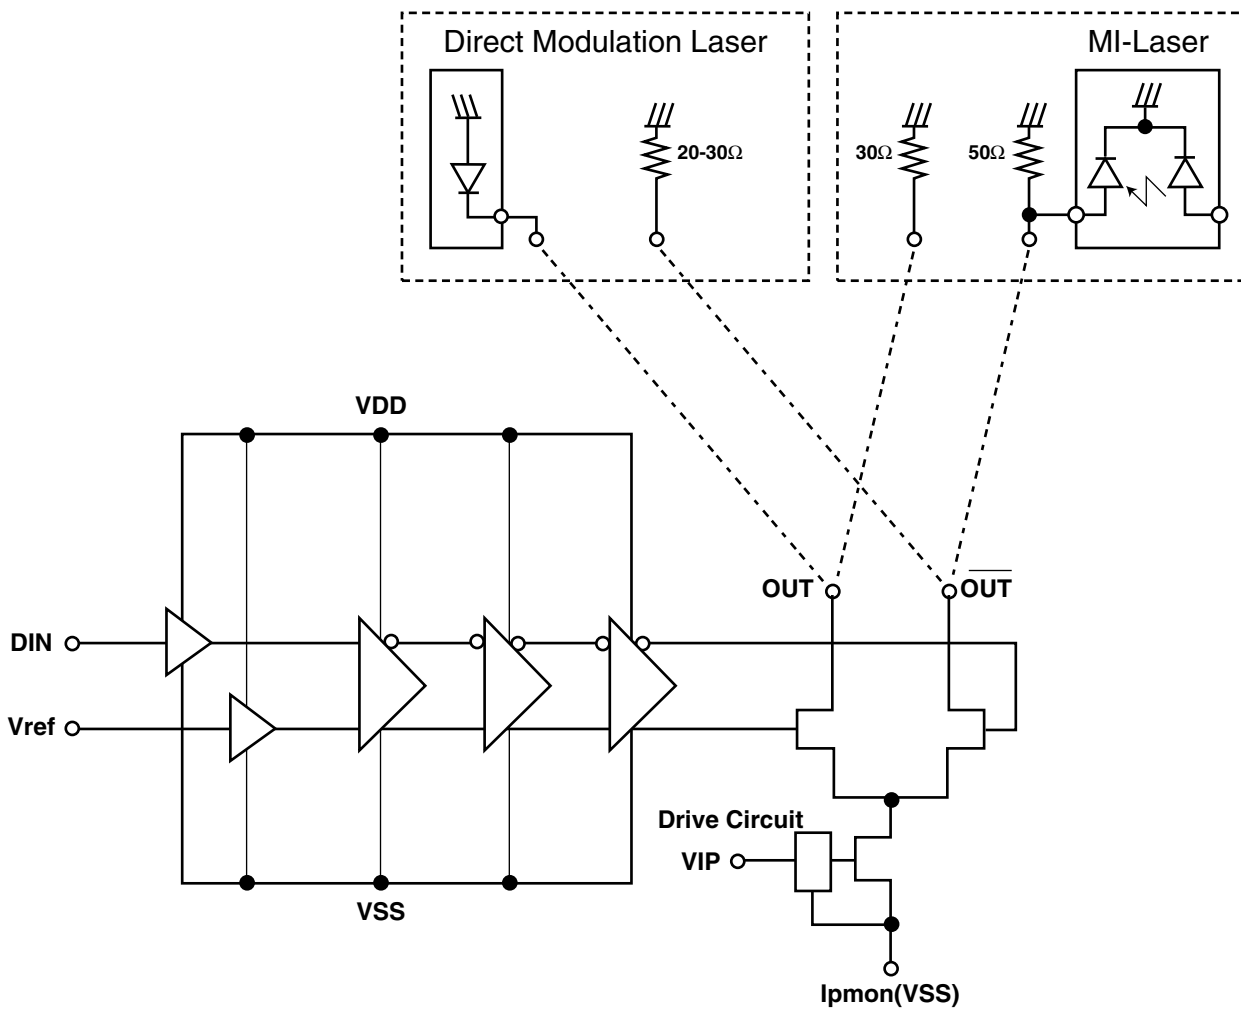 Direct Modulation Laser
MI-Laser
20-30Ω
30Ω
50Ω
VDD
OUT
OUT
DIN
Vref
Drive Circuit
VIP
VSS
Ipmon(VSS)